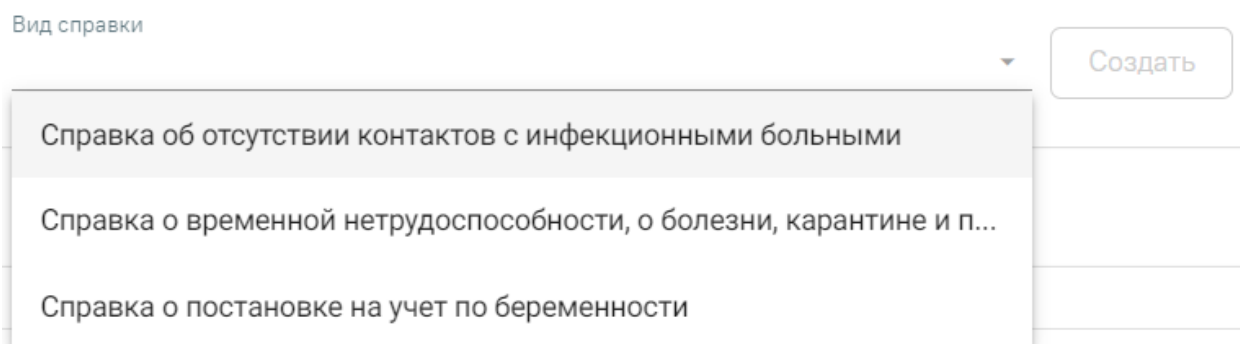 Вид справки
Создать
Справка об отсутствии контактов с инфекционными больными
Справка о временной нетрудоспособности, о болезни, карантине и п...
Справка о постановке на учет по беременности